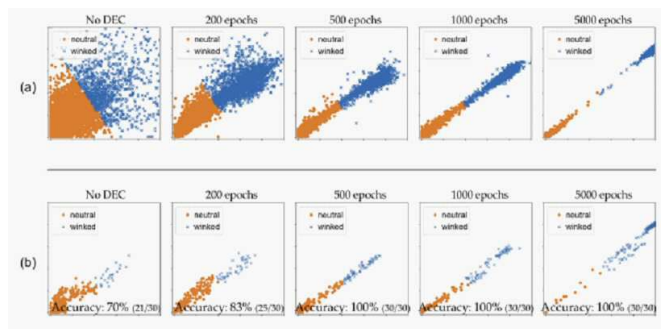 No DEC 200 epochs 500 epochs 1000 epochs 5000 epochs
neutral neutral neutral neutral neutral
winked winked winked winked winked
(a)
No DEC 200 epochs 500 epochs 1000 epochs 5000 epochs
neutral neutral neutral neutral neutral
winked winked winked winked winked
(b)
Accuracy: 70% (21/30) Accuracy: 83% (25/30) Accuracy: 100% (30/30) Accuracy: 100% (30/30) Accuracy: 100% (30/30)